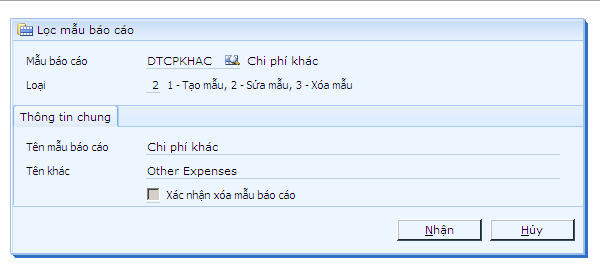 Lọc mẫu báo cáo
Mẫu báo cáo DTCPKHAC Chi phí khác
Loại 2 1 - Tạo mẫu, 2 - Sửa mẫu, 3 - Xóa mẫu
Thông tin chung
Tên mẫu báo cáo Chi phí khác
Tên khác Other Expenses
Xác nhận xóa mẫu báo cáo
Nhận Hủy